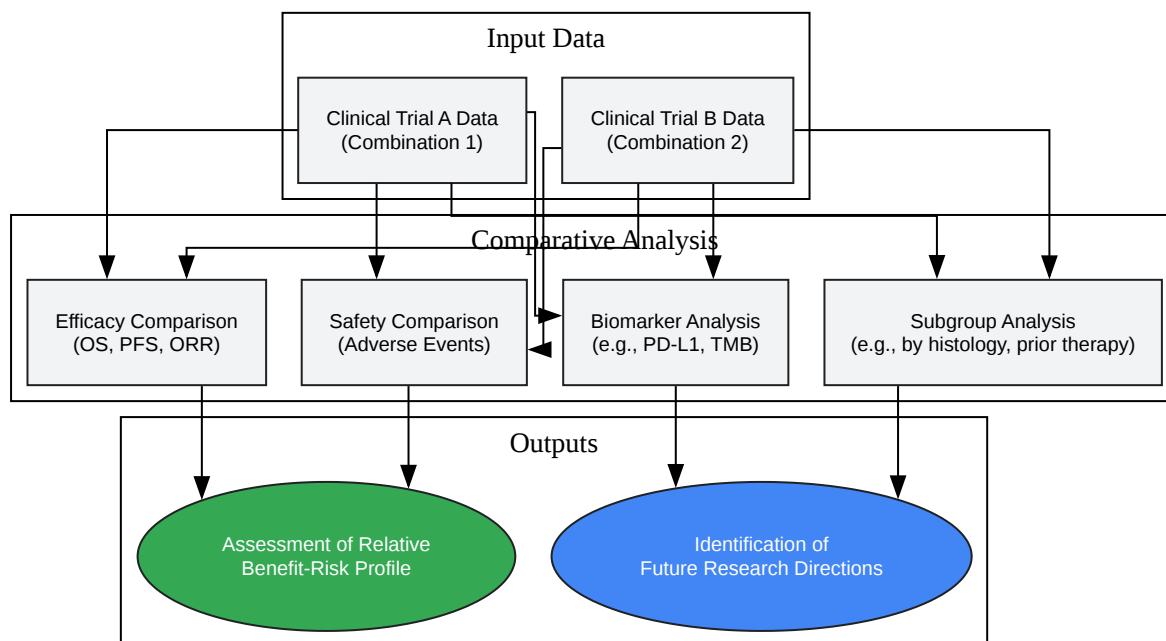 Input Data
Clinical Trial A Data
(Combination 1)
Clinical Trial B Data
(Combination 2)
Comparative Analysis
Efficacy Comparison
(OS, PFS, ORR)
Safety Comparison
(Adverse Events)
Biomarker Analysis
(e.g., PD-L1, TMB)
Subgroup Analysis
(e.g., by histology, prior therapy)
Outputs
Assessment of Relative
Benefit-Risk Profile
Identification of
Future Research Directions